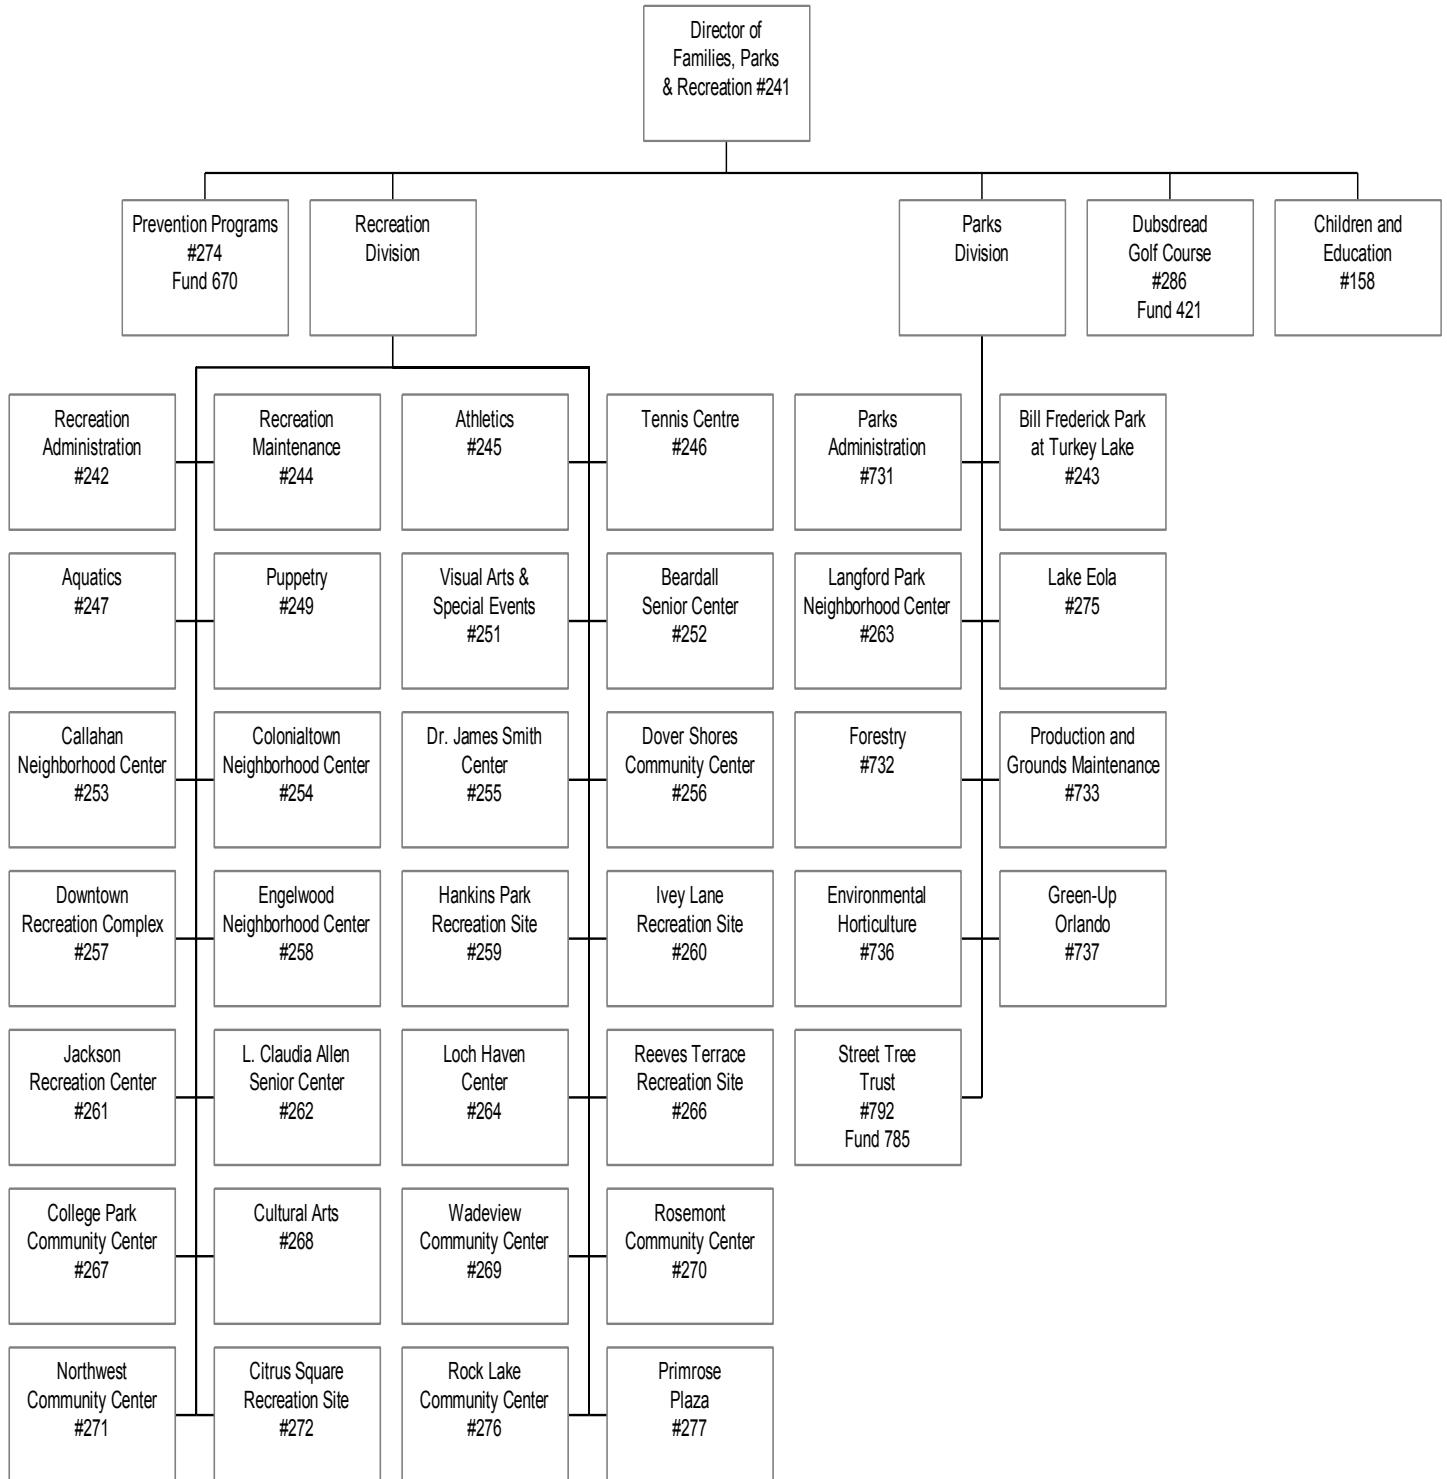 Director of
Families, Parks
& Recreation #241
Prevention Programs
#274
Fund 670
Recreation
Division
Parks
Division
Dubsdread
Golf Course
#286
Fund 421
Children and
Education
#158
Recreation
Administration
#242
Recreation
Maintenance
#244
Athletics
#245
Tennis Centre
#246
Parks
Administration
#731
Bill Frederick Park
at Turkey Lake
#243
Aquatics
#247
Puppetry
#249
Visual Arts &
Special Events
#251
Beardall
Senior Center
#252
Langford Park
Neighborhood Center
#263
Lake Eola
#275
Callahan
Neighborhood Center
#253
Colonialtown
Neighborhood Center
#254
Dr. James Smith
Center
#255
Dover Shores
Community Center
#256
Forestry
#732
Production and
Grounds Maintenance
#733
Downtown
Recreation Complex
#257
Engelwood
Neighborhood Center
#258
Hankins Park
Recreation Site
#259
Ivey Lane
Recreation Site
#260
Environmental
Horticulture
#736
Green-Up
Orlando
#737
Jackson
Recreation Center
#261
L. Claudia Allen
Senior Center
#262
Loch Haven
Center
#264
Reeves Terrace
Recreation Site
#266
Street Tree
Trust
#792
Fund 785
College Park
Community Center
#267
Cultural Arts
#268
Wadeview
Community Center
#269
Rosemont
Community Center
#270
Northwest
Community Center
#271
Citrus Square
Recreation Site
#272
Rock Lake
Community Center
#276
Primrose
Plaza
#277